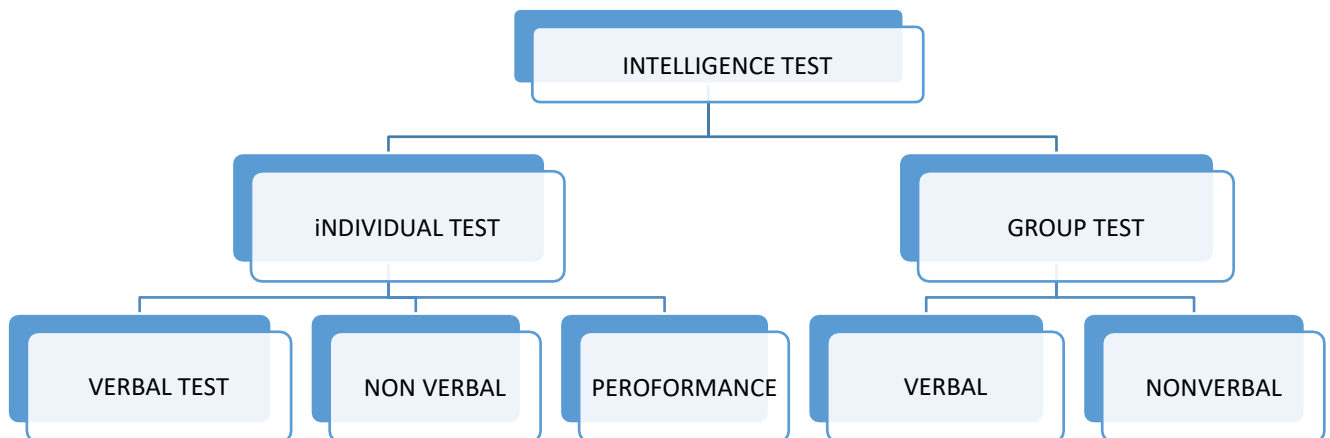 INTELLIGENCE TEST
iNDIVIDUAL TEST
GROUP TEST
VERBAL TEST
NON VERBAL
PEROFORMANCE
VERBAL
NONVERBAL